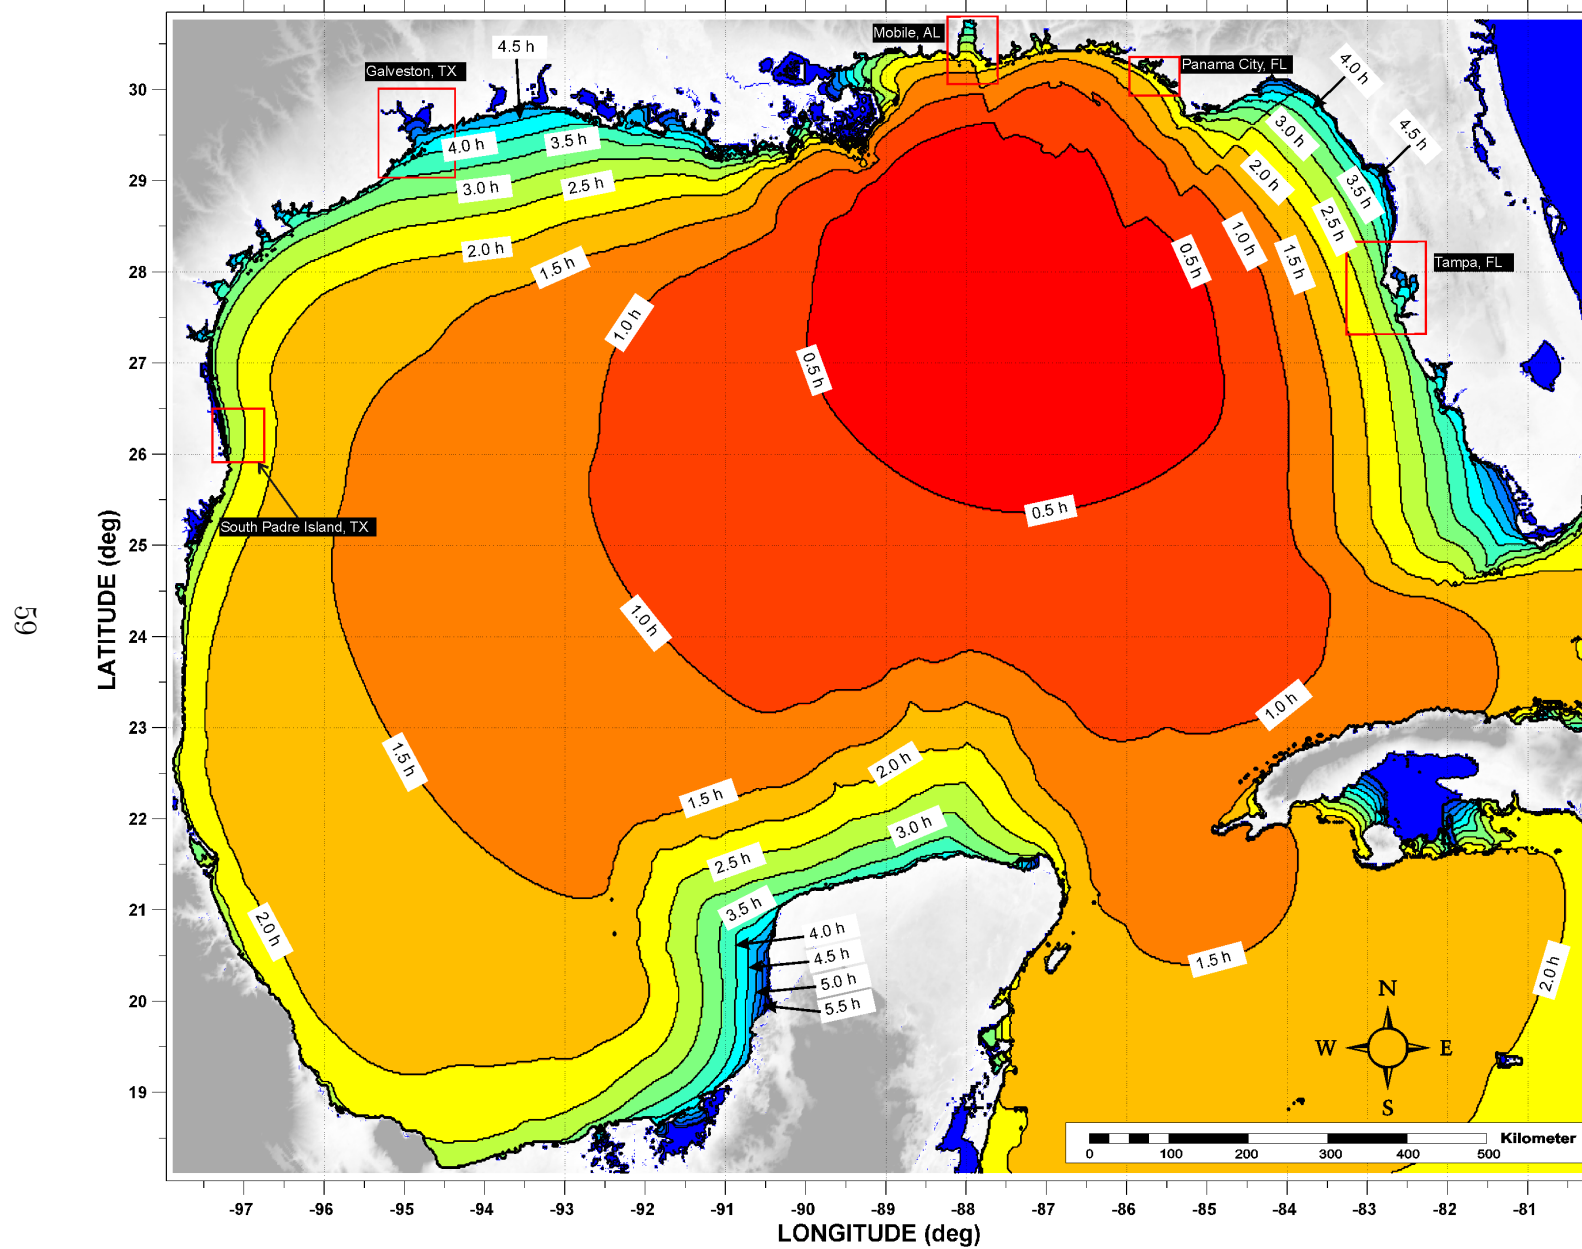 4.5 h
Mobile, AL
Galveston, TX
Panama City, FL
4.0 h
4.0 h
3.5 h
3.0 h
4.5 h
3.0 h
2.5 h
2.0 h
3.5 h
2.0 h
1.5 h
2.5 h
1.0 h
1.5 h
0.5 h
Tampa, FL
1.0 h
0.5 h
0.5 h
South Padre Island, TX
1.0 h
1.0 h
1.5 h
2.0 h
1.5 h
3.0 h
2.5 h
3.5 h
2.0 h
4.0 h
4.5 h
5.0 h
5.5 h
1.5 h
2.0 h
N
W
E
S
Kilometer
0 100 200 300 400 500
30
29
28
27
26
25
24
23
22
21
20
19
LATITUDE (deg)
-97 -96 -95 -94 -93 -92 -91 -90 -89 -88 -87 -86 -85 -84 -83 -82 -81
LONGITUDE (deg)
59